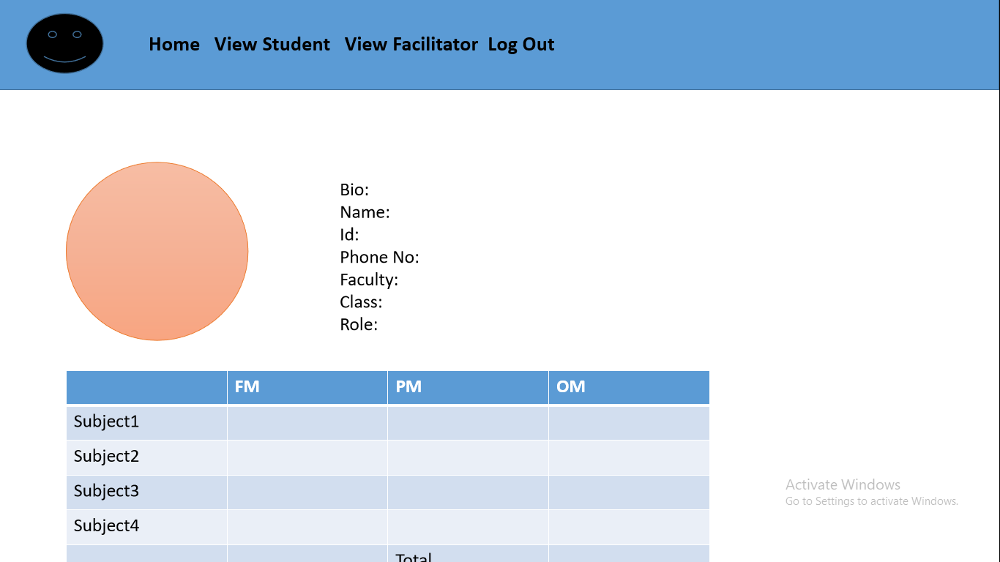 Home View Student View Facilitator Log Out
Bio:
Name:
Id:
Phone No:
Faculty:
Class:
Role:
FM PM OM
Subject1
Subject2
Subject3
Subject4
Total
Activate Windows
Go to Settings to activate Windows.